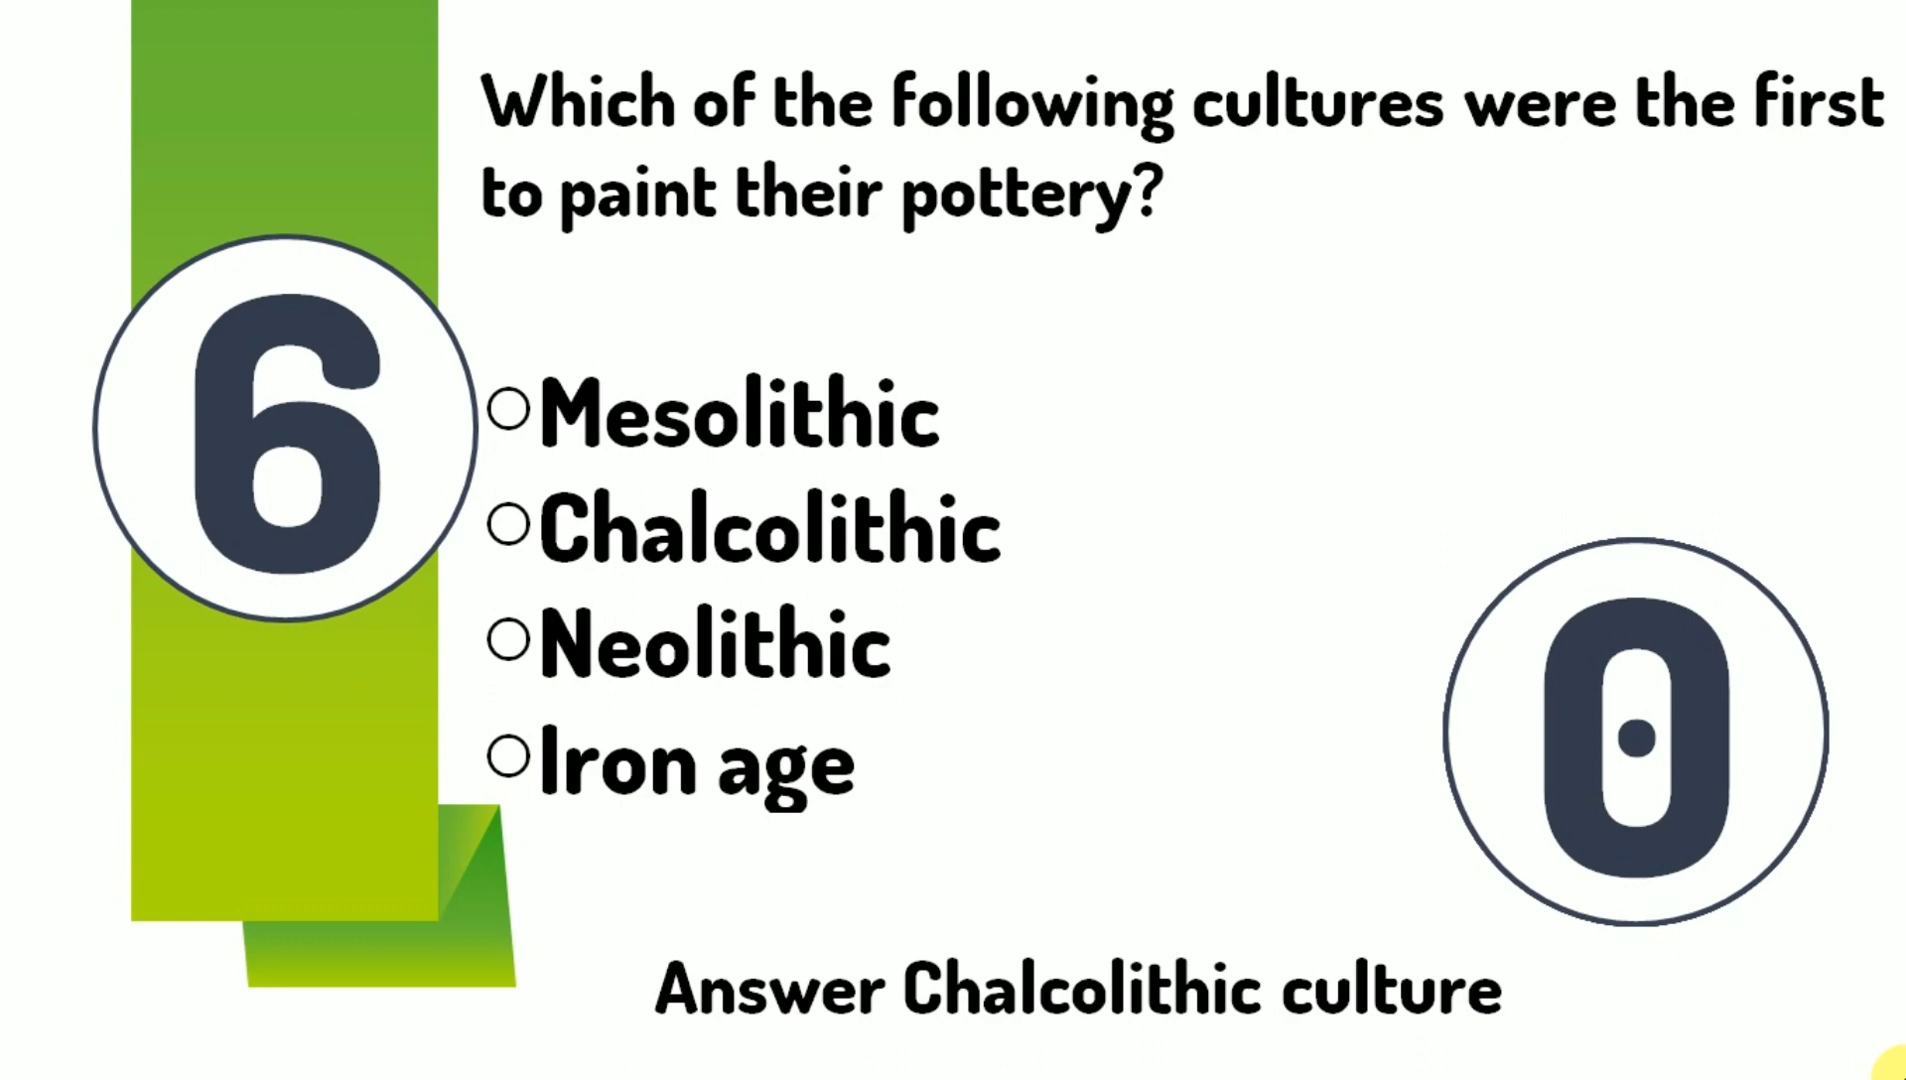 Which of the following cultures were the first
to paint their pottery?
6
Mesolithic
Chalcolithic
Neolithic
Iron age
0
Answer Chalcolithic culture